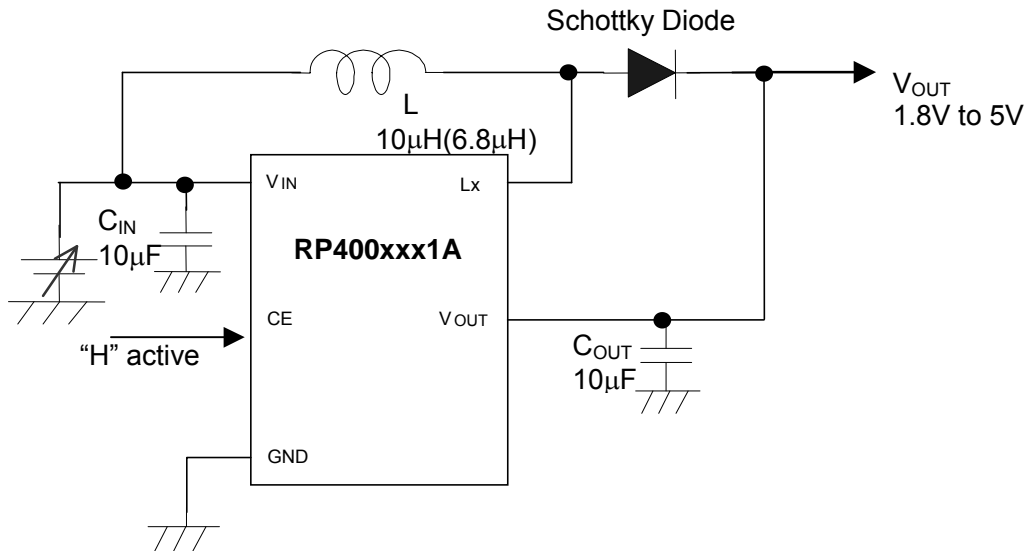 Schottky Diode
L
10μH(6.8μH)
VOUT
1.8V to 5V
VIN
Lx
CIN
10μF
RP400xxx1A
CE
VOUT
“H” active
COUT
10μF
GND